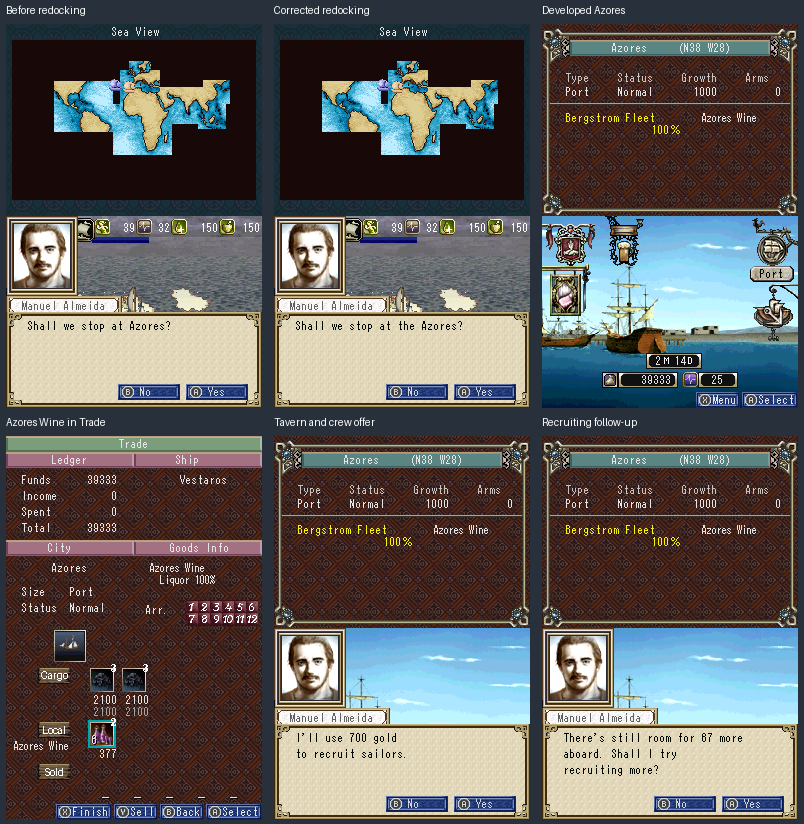 Before redocking
Sea View
39 32 150 150
Manuel Almeida
Shall we stop at Azores?
B No A Yes
Corrected redocking
Sea View
39 32 150 150
Manuel Almeida
Shall we stop at the Azores?
B No A Yes
Developed Azores
Azores (N38 W28)
Type Status Growth Arms
Port Normal 1000 0
Bergstrom Fleet Azores Wine
100%
Port
2M 14D
39333 25
X Menu A Select
Azores Wine in Trade
Trade
Ledger Ship
Funds 39333 Vestaros
Income 0
Spent 0
Total 39333
City Goods Info
Azores Azores Wine
Liquor 100%
Size Port
Status Normal Arr. 1 2 3 4 5 6
7 8 9 10 11 12
Cargo 3 3
2100 2100
2100 2100
Local 2
Azores Wine 377
Sold
X Finish Y Sell B Back A Select
Tavern and crew offer
Azores (N38 W28)
Type Status Growth Arms
Port Normal 1000 0
Bergstrom Fleet Azores Wine
100%
Manuel Almeida
I'll use 700 gold
to recruit sailors.
B No A Yes
Recruiting follow-up
Azores (N38 W28)
Type Status Growth Arms
Port Normal 1000 0
Bergstrom Fleet Azores Wine
100%
Manuel Almeida
There's still room for 67 more
aboard. Shall I try
recruiting more?
B No A Yes